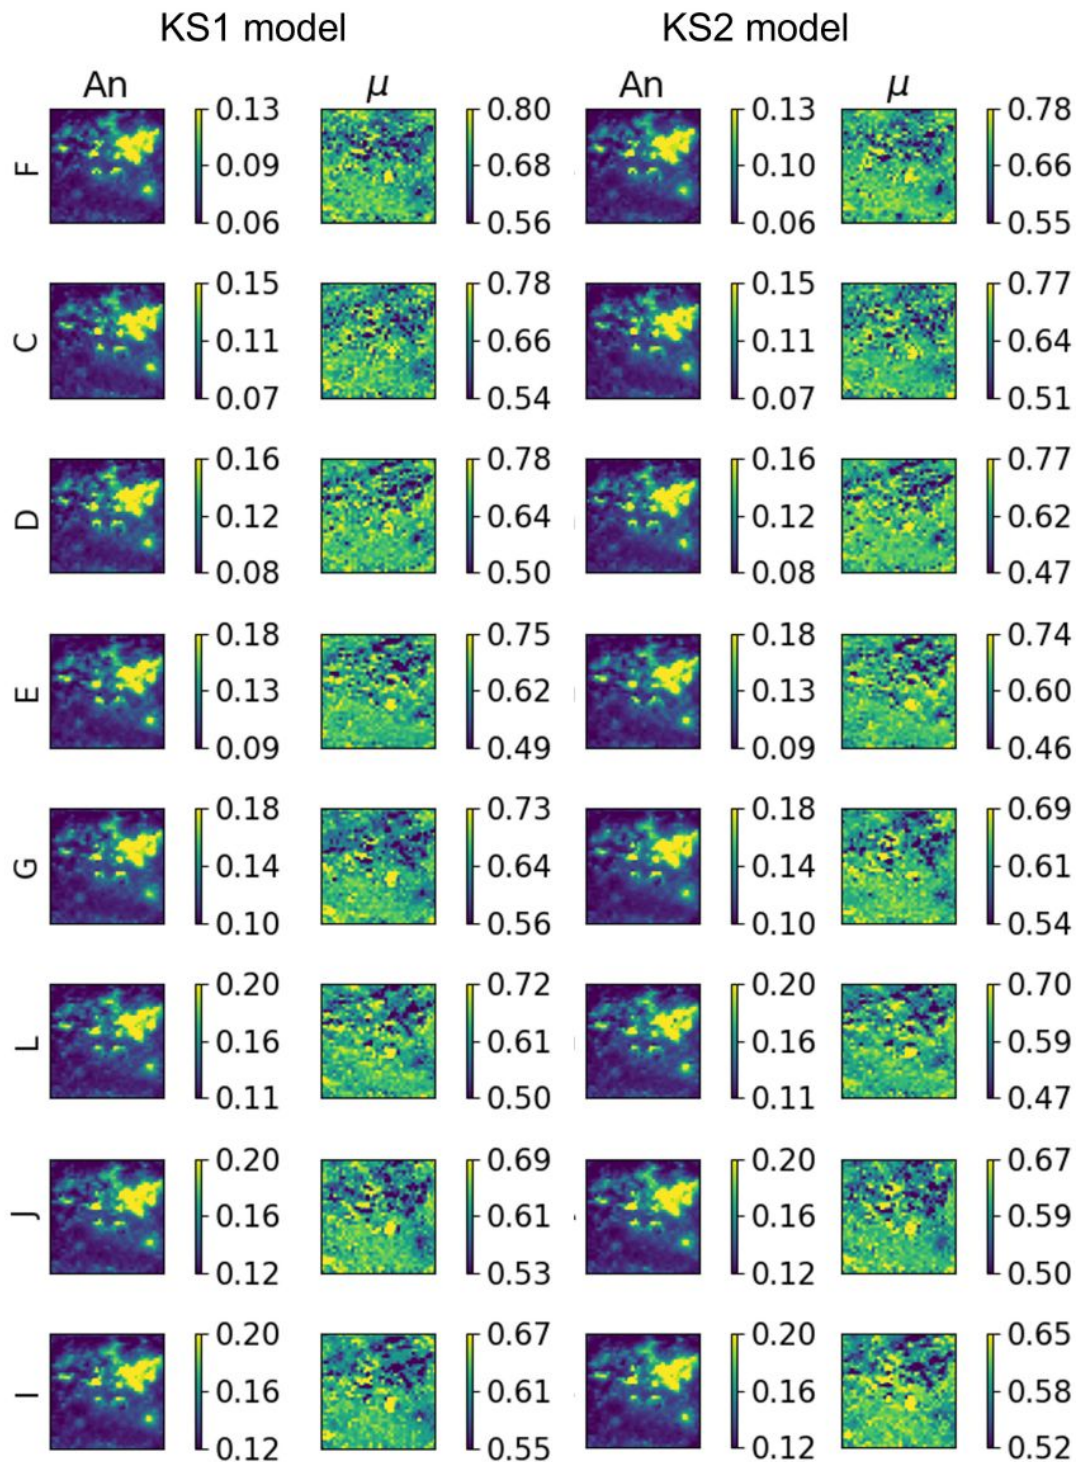 KS1 model KS2 model
An μ An μ
F 0.13 0.09 0.06 0.80 0.68 0.56 0.13 0.10 0.06 0.78 0.66 0.55
C 0.15 0.11 0.07 0.78 0.66 0.54 0.15 0.11 0.07 0.77 0.64 0.51
D 0.16 0.12 0.08 0.78 0.64 0.50 0.16 0.12 0.08 0.77 0.62 0.47
E 0.18 0.13 0.09 0.75 0.62 0.49 0.18 0.13 0.09 0.74 0.60 0.46
G 0.18 0.14 0.10 0.73 0.64 0.56 0.18 0.14 0.10 0.69 0.61 0.54
L 0.20 0.16 0.11 0.72 0.61 0.50 0.20 0.16 0.11 0.70 0.59 0.47
J 0.20 0.16 0.12 0.69 0.61 0.53 0.20 0.16 0.12 0.67 0.59 0.50
I 0.20 0.16 0.12 0.67 0.61 0.55 0.20 0.16 0.12 0.65 0.58 0.52